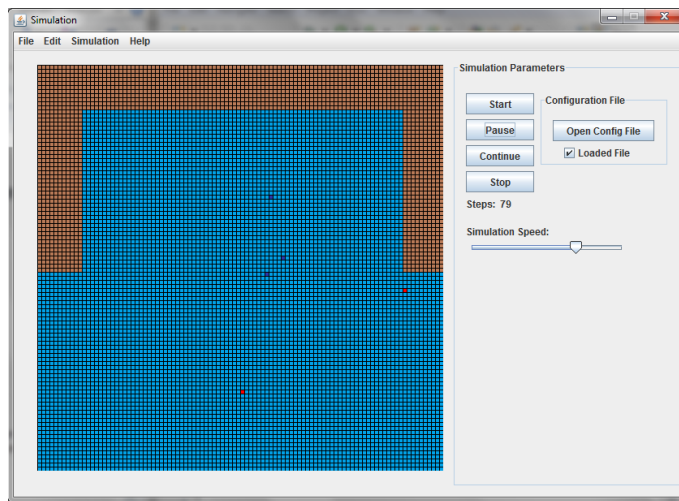 Simulation
File Edit Simulation Help
Simulation Parameters
Start
Configuration File
Pause
Open Config File
Continue
Loaded File
Stop
Steps: 79
Simulation Speed: